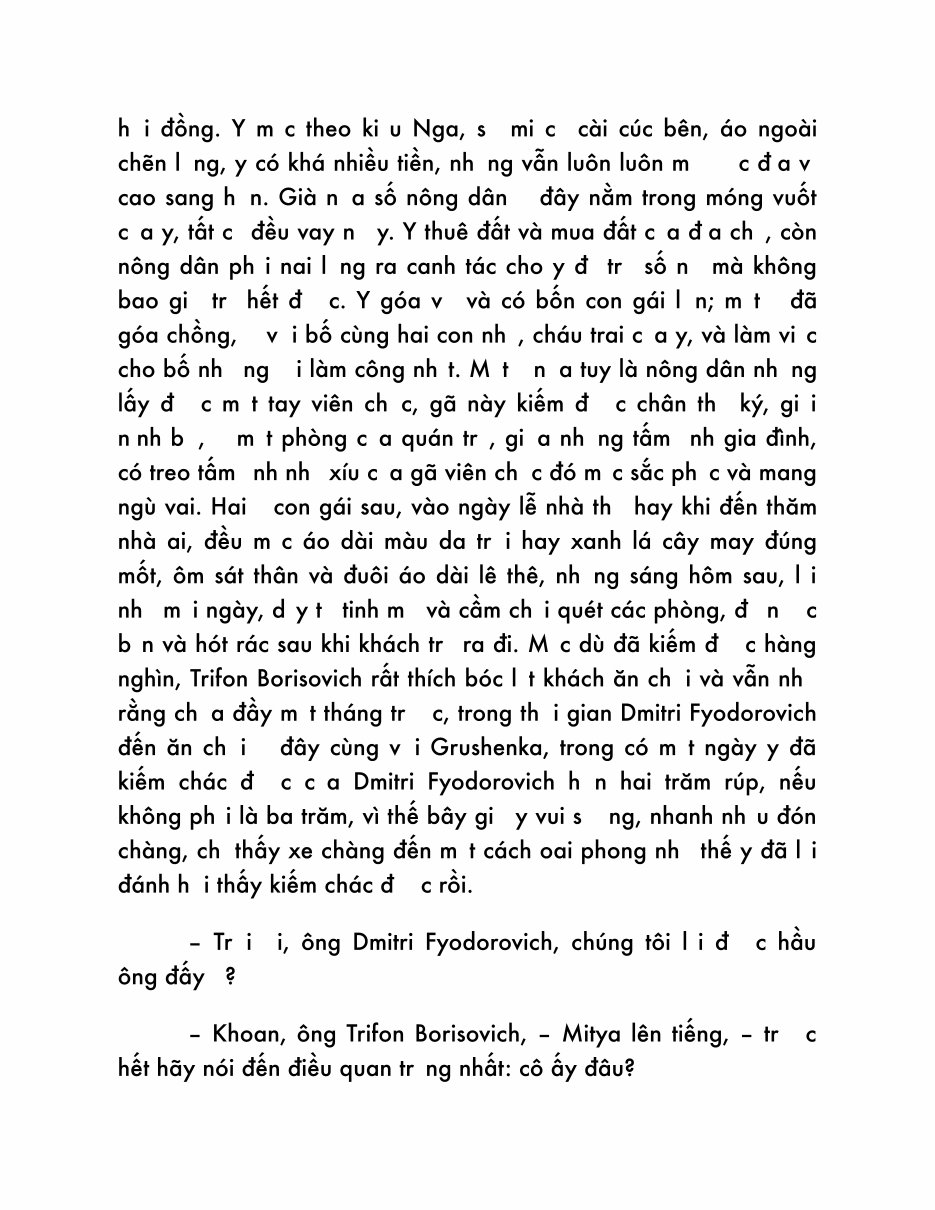 h i đồng. Y m c theo ki u Nga, s mi c cài cúc bên, áo ngoài
chẽn l ng, y có khá nhiều tiền, nh ng vẫn luôn luôn m c đ a v
cao sang h n. Già n a số nông dân đây nằm trong móng vuốt
c a y, tất c đều vay n y. Y thuê đất và mua đất c a đ a ch , còn
nông dân ph i nai l ng ra canh tác cho y đ tr số n mà không
bao gi tr hết đ c. Y góa v và có bốn con gái l n; m t đã
góa chồng, v i bố cùng hai con nh , cháu trai c a y, và làm vi c
cho bố nh ng i làm công nh t. M t n a tuy là nông dân nh ng
lấy đ c m t tay viên ch c, gã này kiếm đ c chân th ký, gi i
n nh b , m t phòng c a quán tr , gi a nh ng tấm nh gia đình,
có treo tấm nh nh xíu c a gã viên ch c đó m c sắc ph c và mang
ngù vai. Hai con gái sau, vào ngày lễ nhà th hay khi đến thăm
nhà ai, đều m c áo dài màu da tr i hay xanh lá cây may đúng
mốt, ôm sát thân và đuôi áo dài lê thê, nh ng sáng hôm sau, l i
nh m i ngày, d y t tinh m và cầm ch i quét các phòng, đ n c
b n và hót rác sau khi khách tr ra đi. M c dù đã kiếm đ c hàng
nghìn, Trifon Borisovich rất thích bóc l t khách ăn ch i và vẫn nh
rằng ch a đầy m t tháng tr c, trong th i gian Dmitri Fyodorovich
đến ăn ch i đây cùng v i Grushenka, trong có m t ngày y đã
kiếm chác đ c c a Dmitri Fyodorovich h n hai trăm rúp, nếu
không ph i là ba trăm, vì thế bây gi y vui s ng, nhanh nh u đón
chàng, ch thấy xe chàng đến m t cách oai phong nh thế y đã l i
đánh h i thấy kiếm chác đ c rồi.
– Tr i i, ông Dmitri Fyodorovich, chúng tôi l i đ c hầu
ông đấy ?
– Khoan, ông Trifon Borisovich, – Mitya lên tiếng, – tr c
hết hãy nói đến điều quan tr ng nhất: cô ấy đâu?